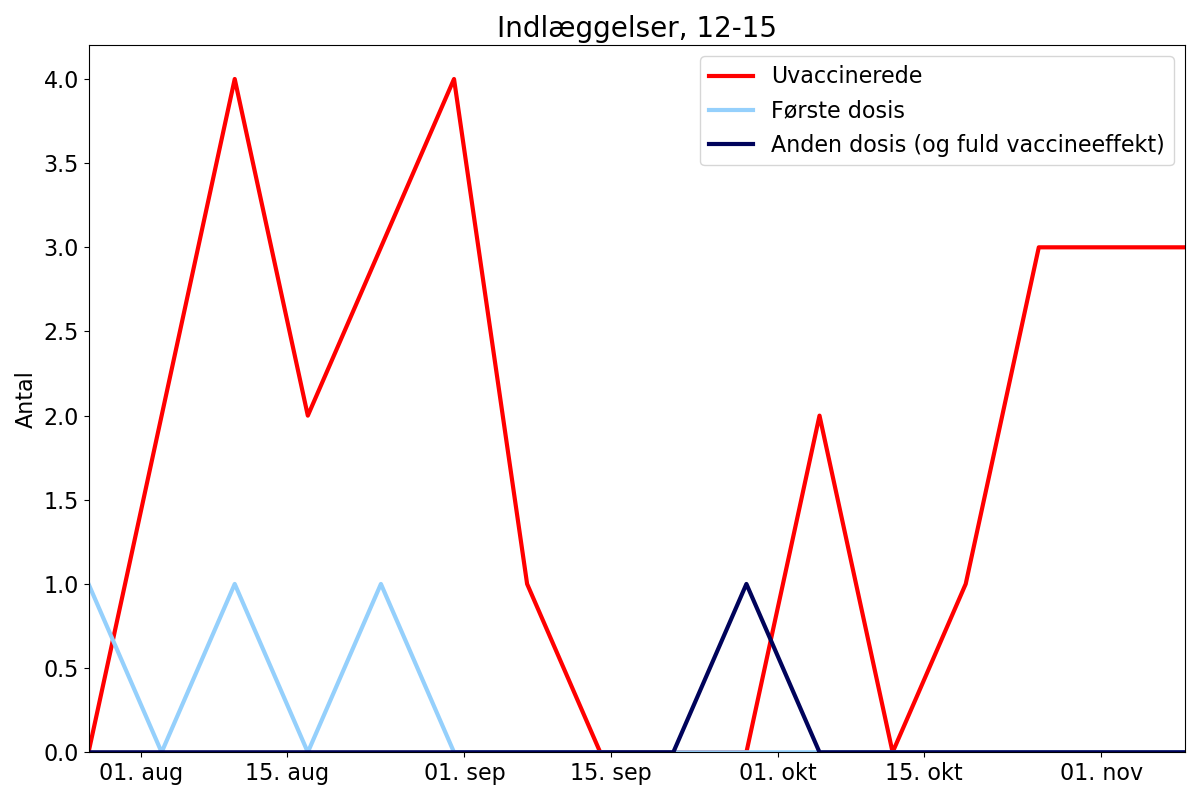 Indlæggelser, 12-15
Uvaccinerede
Første dosis
Anden dosis (og fuld vaccineeffekt)
Antal
4.0
3.5
3.0
2.5
2.0
1.5
1.0
0.5
0.0
01. aug 15. aug 01. sep 15. sep 01. okt 15. okt 01. nov